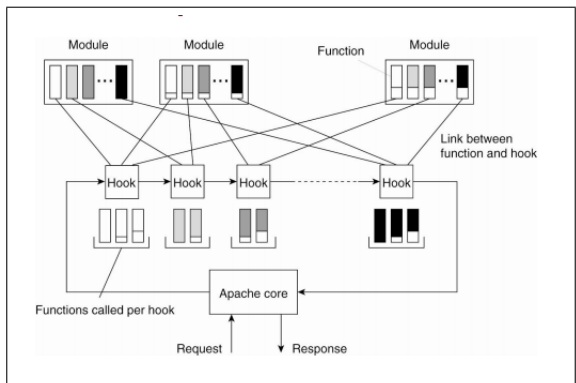 Module
Module
Function
Module
Link between
function and hook
Hook
Hook
Hook
Hook
Functions called per hook
Apache core
Request
Response